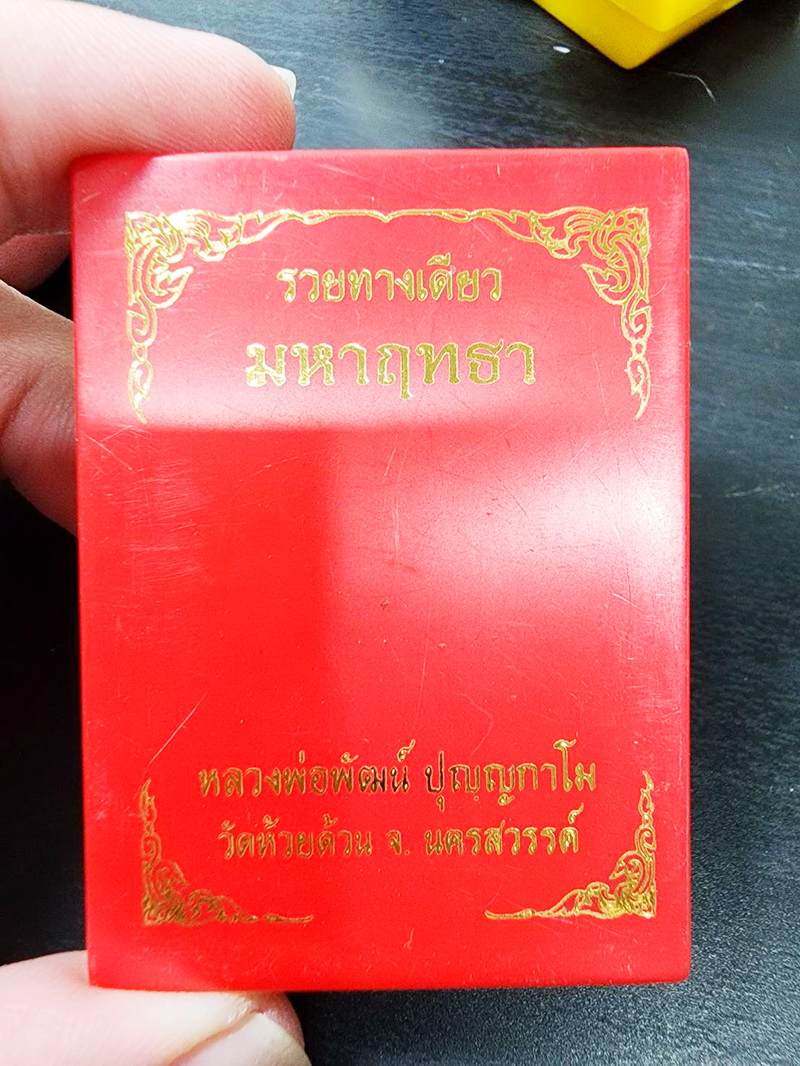 รวยทางเดียว
มหาฤทธา
หลวงพ่อพัฒน์ ปุญฺญกาโม
วัดห้วยด้วน จ. นครสวรรค์